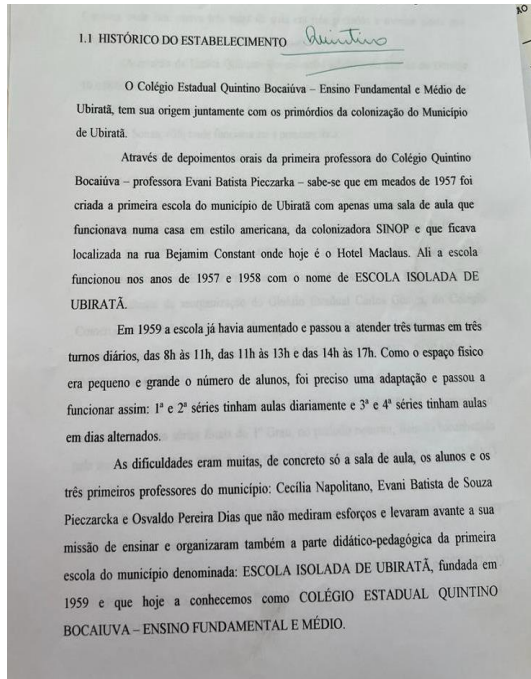 ÃO
1.1 HISTÓRICO DO ESTABELECIMENTO Quintino
O Colégio Estadual Quintino Bocaiúva – Ensino Fundamental e Médio de
Ubiratã, tem sua origem juntamente com os primórdios da colonização do Município
de Ubiratã.
Através de depoimentos orais da primeira professora do Colégio Quintino
Bocaiúva – professora Evani Batista Pieczarka – sabe-se que em meados de 1957 foi
criada a primeira escola do município de Ubiratã com apenas uma sala de aula que
funcionava numa casa em estilo americana, da colonizadora SINOP e que ficava
localizada na rua Bejamim Constant onde hoje é o Hotel Maclaus. Ali a escola
funcionou nos anos de 1957 e 1958 com o nome de ESCOLA ISOLADA DE
UBIRATÃ.
Em 1959 a escola já havia aumentado e passou a atender três turmas em três
turnos diários, das 8h às 11h, das 11h às 13h e das 14h às 17h. Como o espaço físico
era pequeno e grande o número de alunos, foi preciso uma adaptação e passou a
funcionar assim: 1ª e 2ª séries tinham aulas diariamente e 3ª e 4ª séries tinham aulas
em dias alternados.
As dificuldades eram muitas, de concreto só a sala de aula, os alunos e os
três primeiros professores do município: Cecília Napolitano, Evani Batista de Souza
Pieczarcka e Osvaldo Pereira Dias que não mediram esforços e levaram avante a sua
missão de ensinar e organizaram também a parte didático-pedagógica da primeira
escola do município denominada: ESCOLA ISOLADA DE UBIRATÃ, fundada em
1959 e que hoje a conhecemos como COLÉGIO ESTADUAL QUINTINO
BOCAIUVA – ENSINO FUNDAMENTAL E MÉDIO.